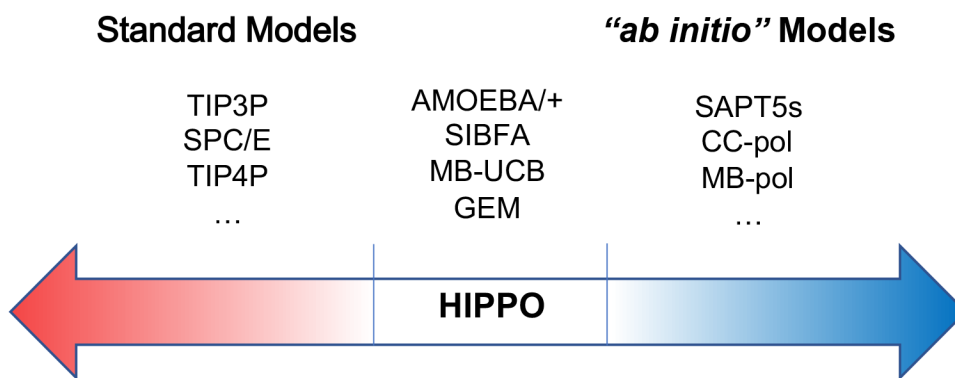 Standard Models
"ab initio" Models
TIP3P
SPC/E
TIP4P
…
AMOEBA/+
SIBFA
MB-UCB
GEM
SAPT5s
CC-pol
MB-pol
…
HIPPO